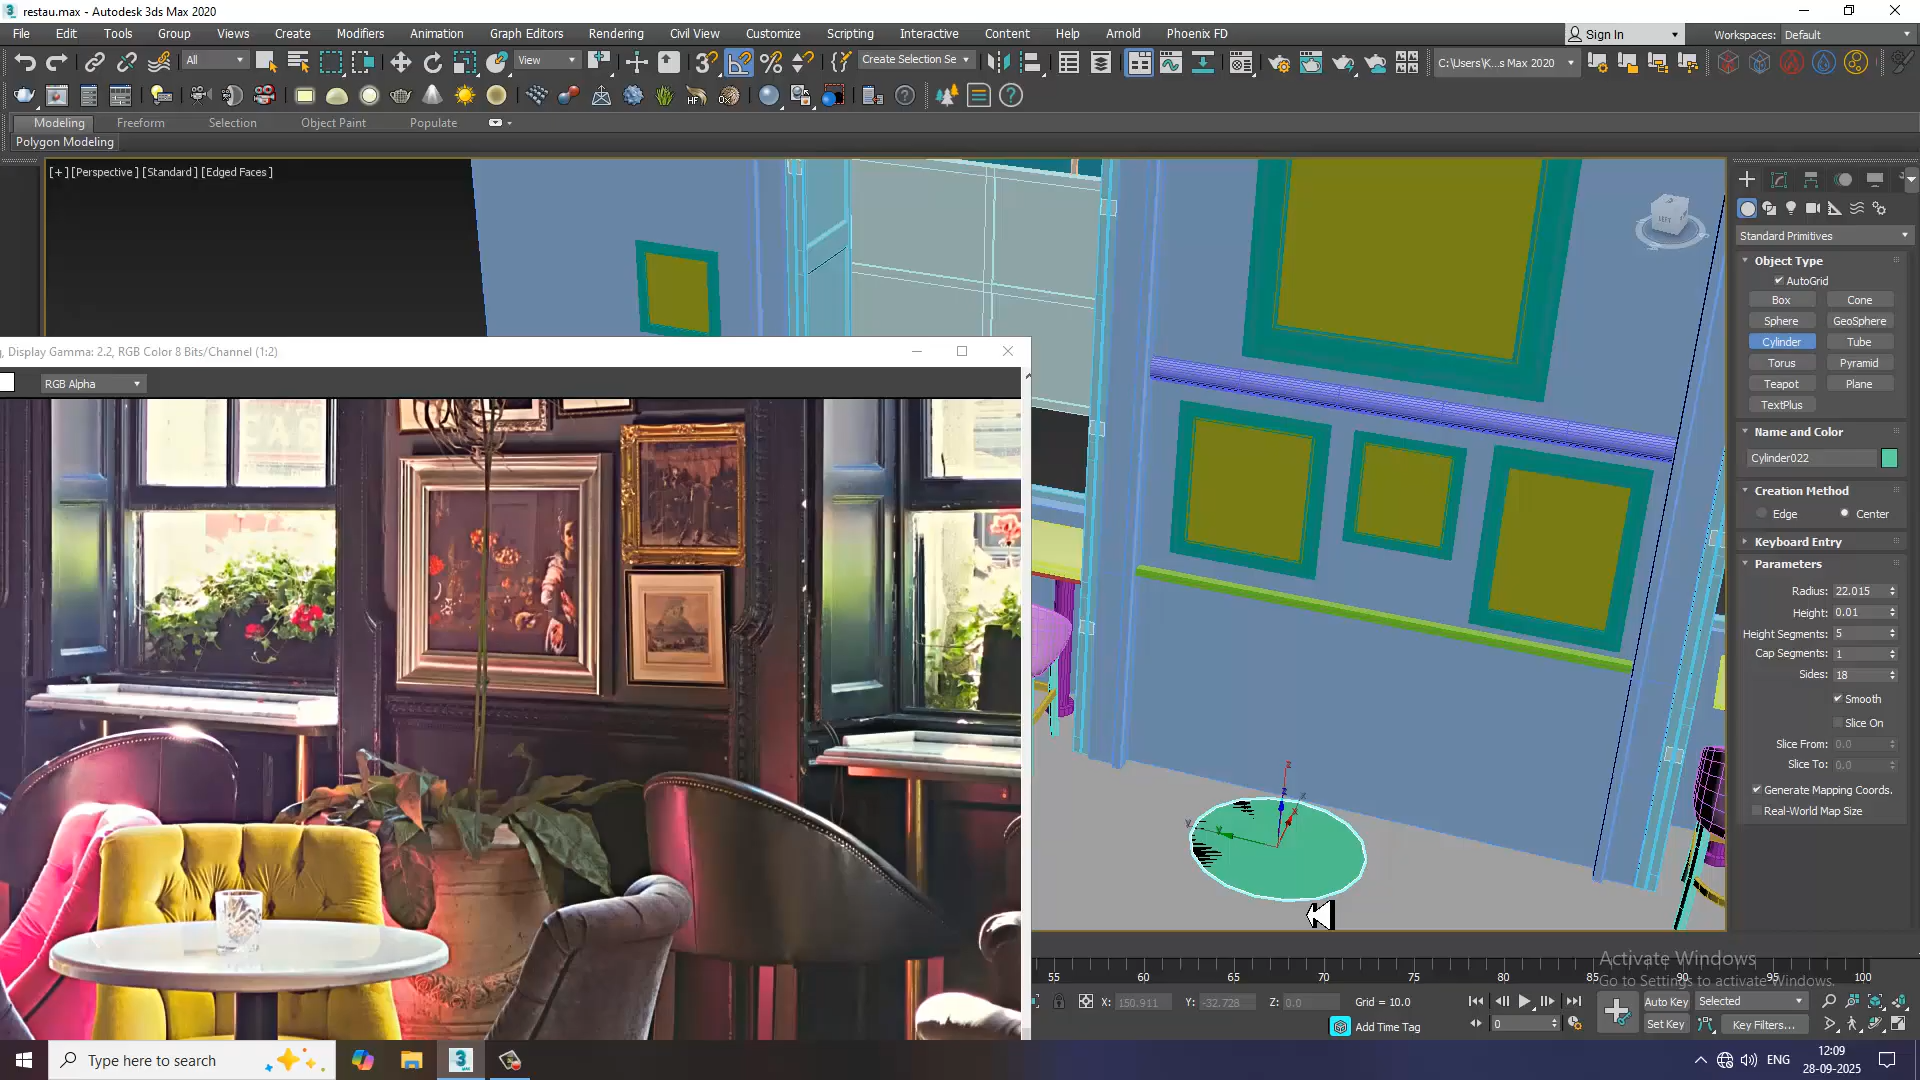 restau.max - Autodesk 3ds Max 2020
File Edit Tools Group Views Create Modifiers Animation Graph Editors Rendering Civil View Customize Scripting Interactive Content Help Arnold Phoenix FD
Sign In
Workspaces: Default
All
View
Create Selection Se
C:\Users\K...s Max 2020
HF
Modeling Freeform Selection Object Paint Populate
Polygon Modeling
[+] [Perspective ] [Standard ] [Edged Faces ]
LEFT
Standard Primitives
Object Type
AutoGrid
Box Cone
Sphere GeoSphere
Cylinder Tube
Torus Pyramid
Teapot Plane
TextPlus
Name and Color
Cylinder022
Creation Method
Edge Center
Keyboard Entry
Parameters
Radius: 22.015
Height: 0.01
Height Segments: 5
Cap Segments: 1
Sides: 18
Smooth
Slice On
Slice From: 0.0
Slice To: 0.0
Generate Mapping Coords.
Real-World Map Size
, Display Gamma: 2.2, RGB Color 8 Bits/Channel (1:2)
RGB Alpha
z
x
y
55 60 65 70 75 80 85 90 95 100
Activate Windows
Go to Settings to activate Windows.
X: 150.911 Y: -32.728 Z: 0.0 Grid = 10.0
Add Time Tag
0
Auto Key Selected
Set Key Key Filters...
Type here to search
ENG
12:09
28-09-2025